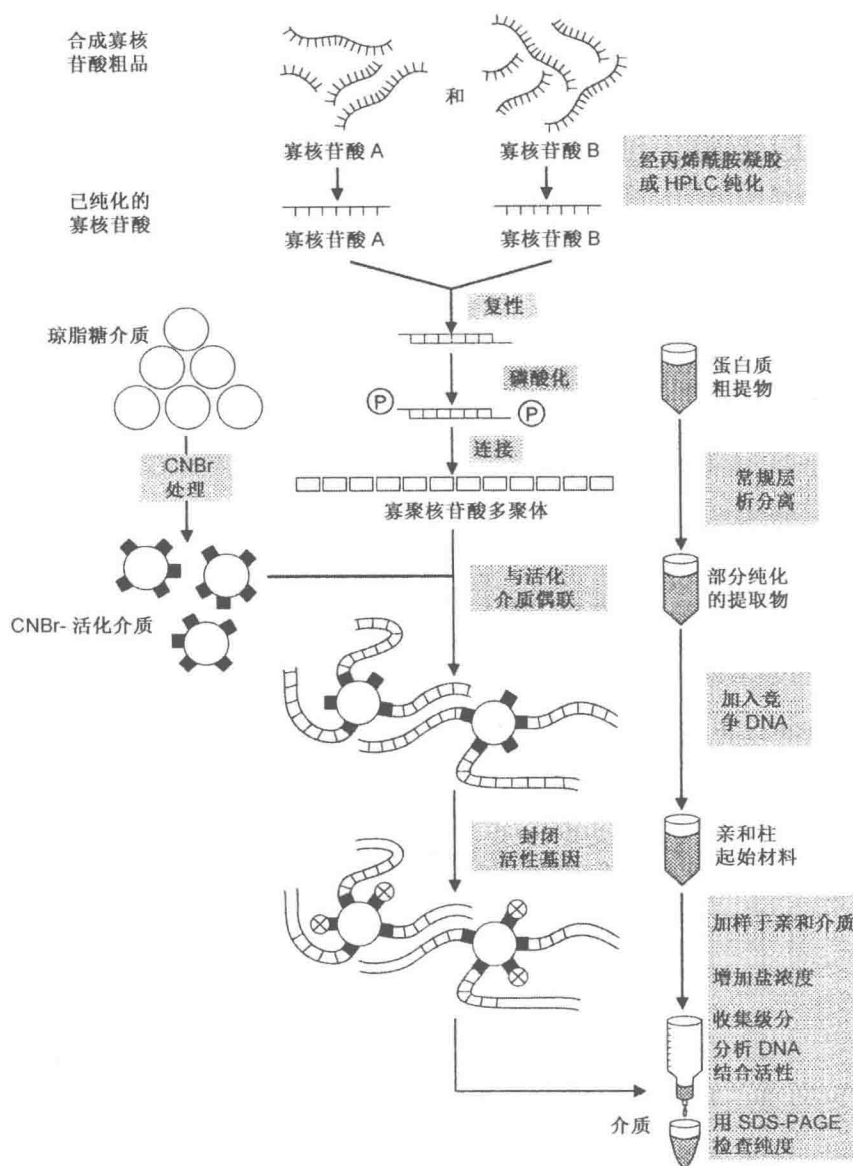 合成寡核
苷酸粗品
和
寡核苷酸 A
寡核苷酸 B
经丙烯酰胺凝胶
或 HPLC 纯化
已纯化的
寡核苷酸
寡核苷酸 A
寡核苷酸 B
复性
琼脂糖介质
磷酸化
P
P
连接
蛋白质
粗提物
CNBr
处理
常规层
析分离
寡聚核苷酸多聚体
与活化
介质偶联
部分纯化
的提取物
CNBr- 活化介质
加入竞
争 DNA
封闭
活性基因
亲和柱
起始材料
加样于亲和介质
增加盐浓度
收集级分
分析 DNA
结合活性
介质
用 SDS-PAGE
检查纯度